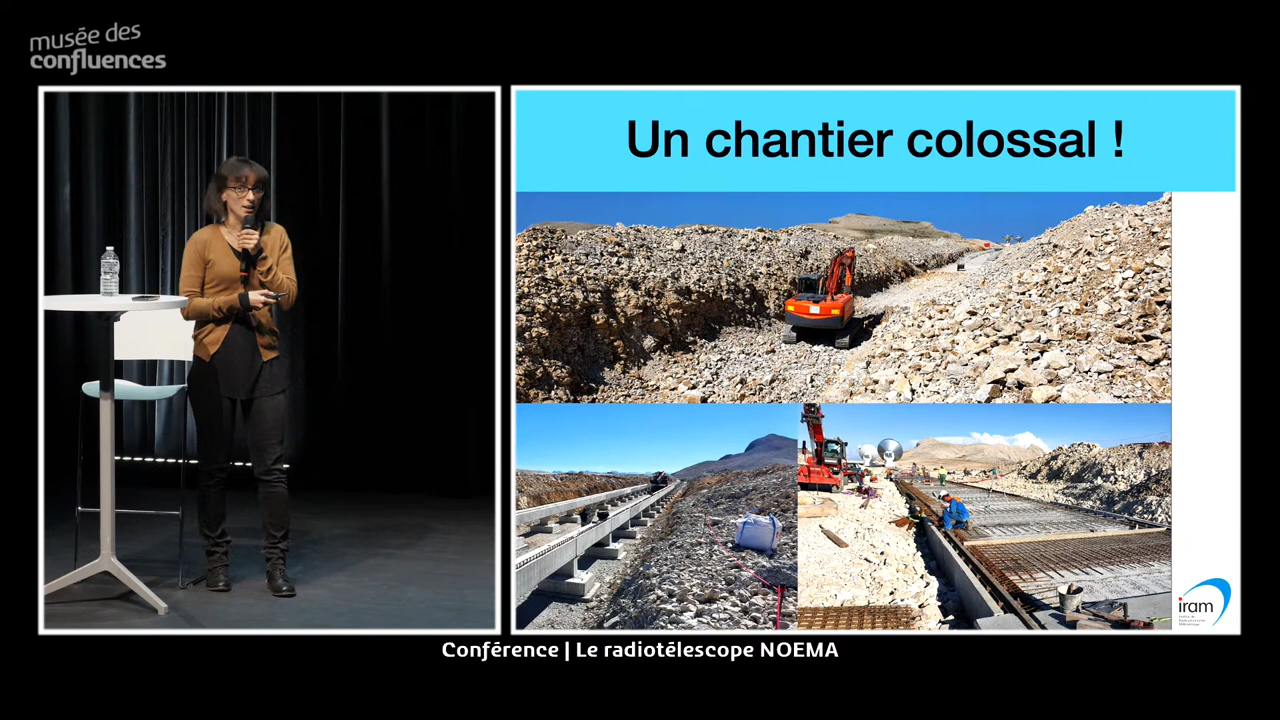 musée des
confluences
Un chantier colossal !
iram
Conférence | Le radiotélescope NOEMA